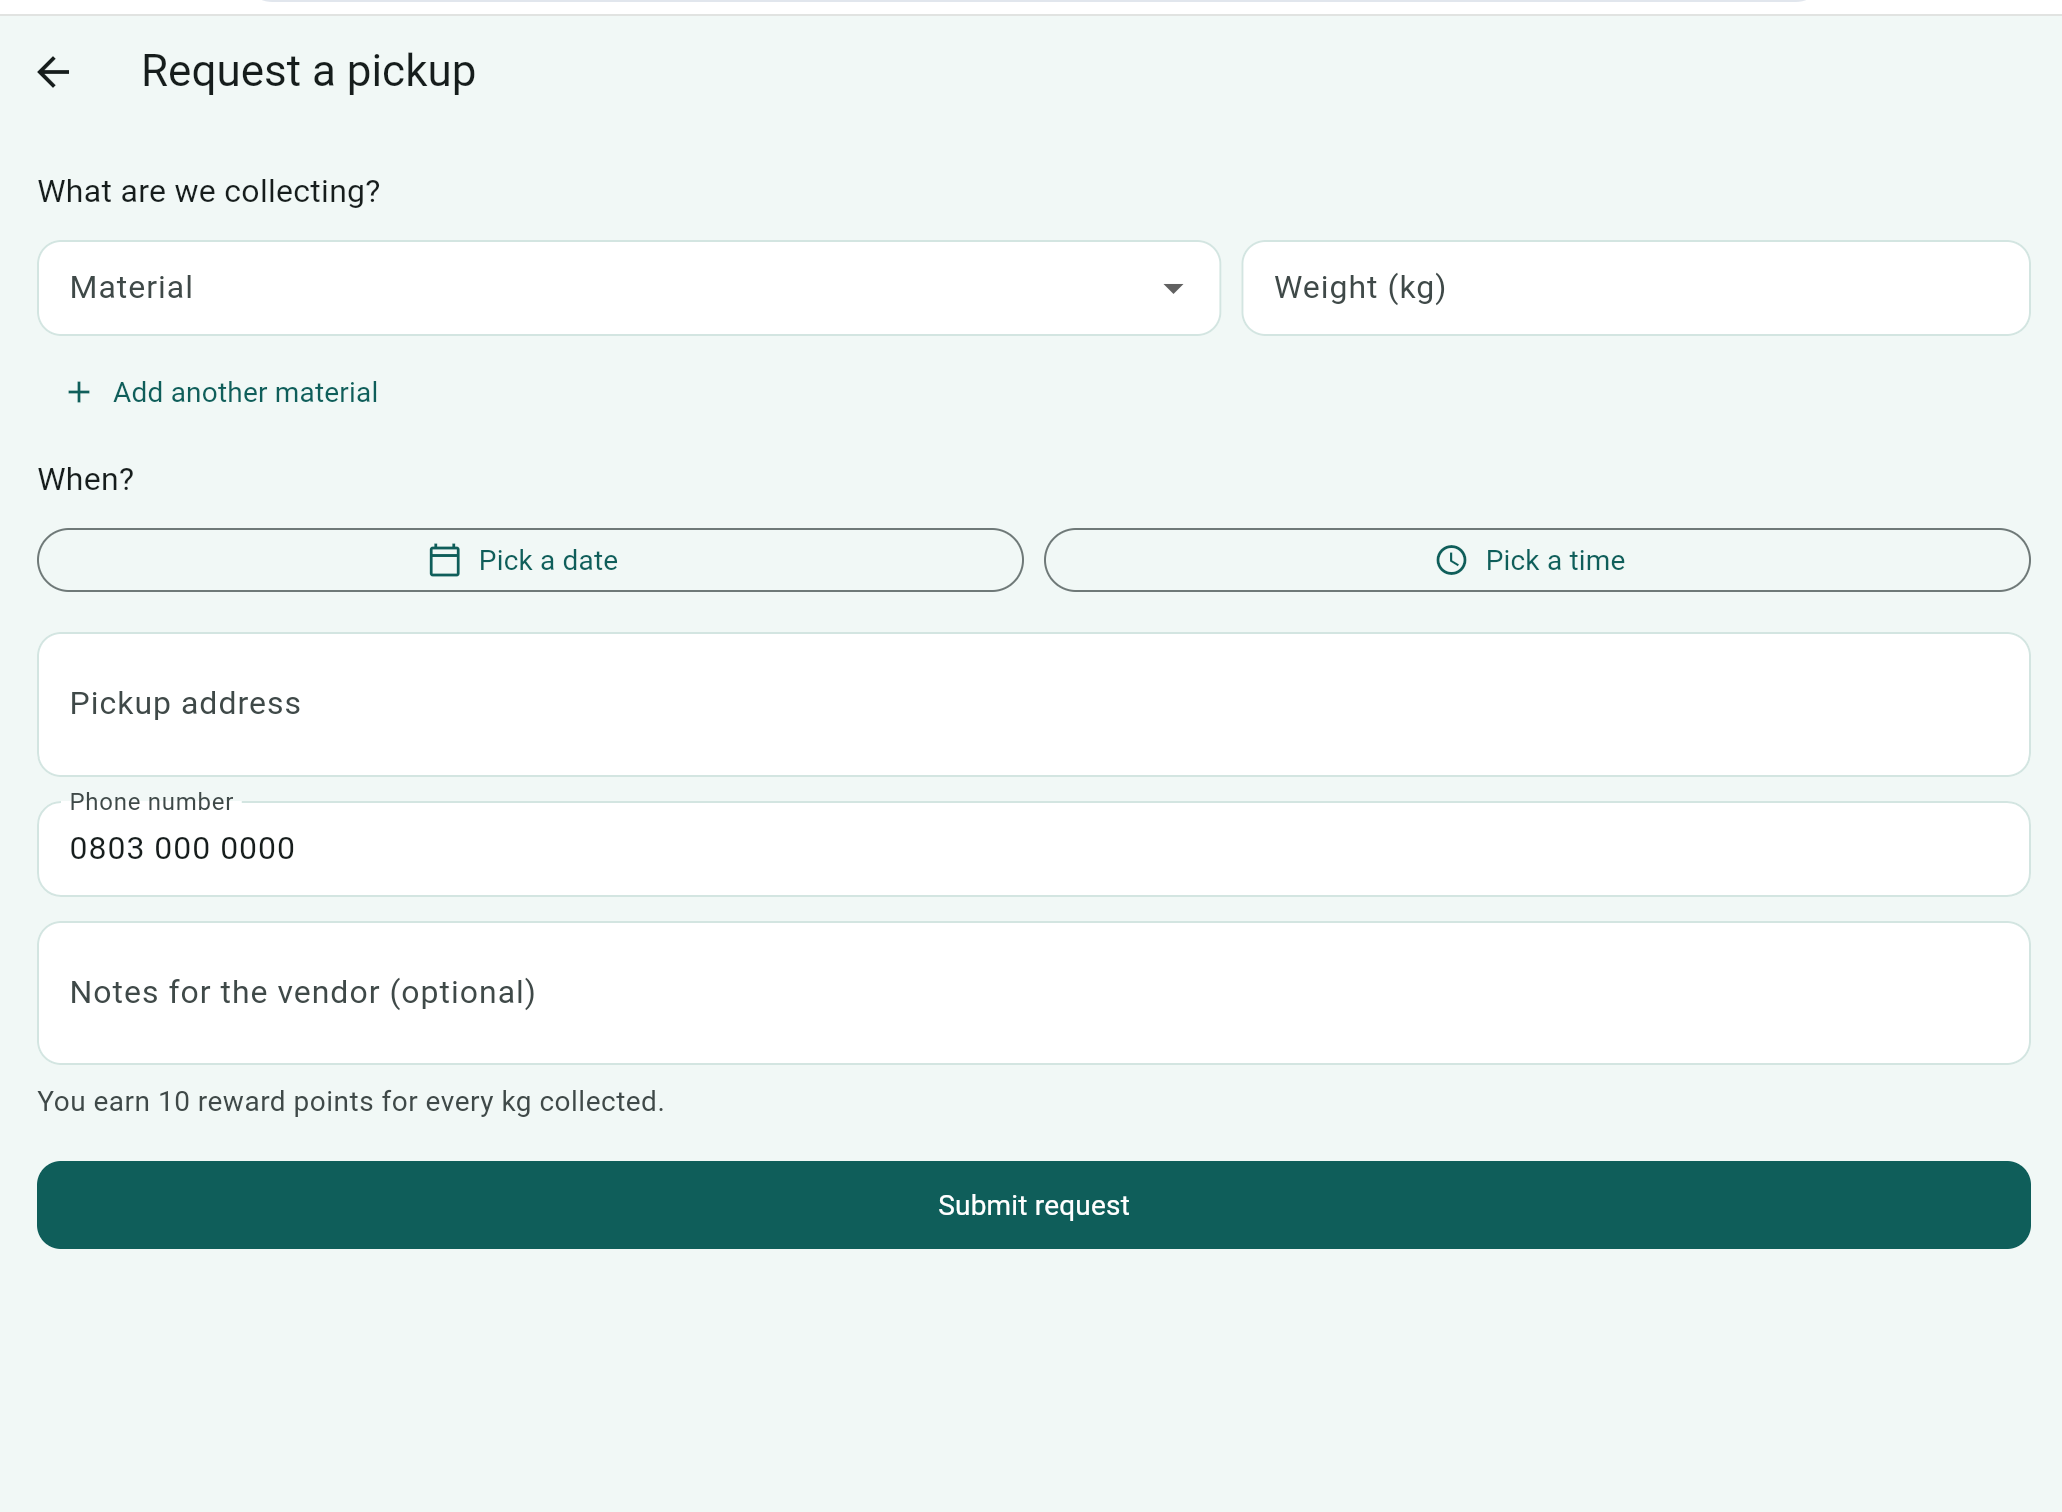 Request a pickup
What are we collecting?
Material
Weight (kg)
Add another material
When?
Pick a date
Pick a time
Pickup address
Phone number
0803 000 0000
Notes for the vendor (optional)
You earn 10 reward points for every kg collected.
Submit request